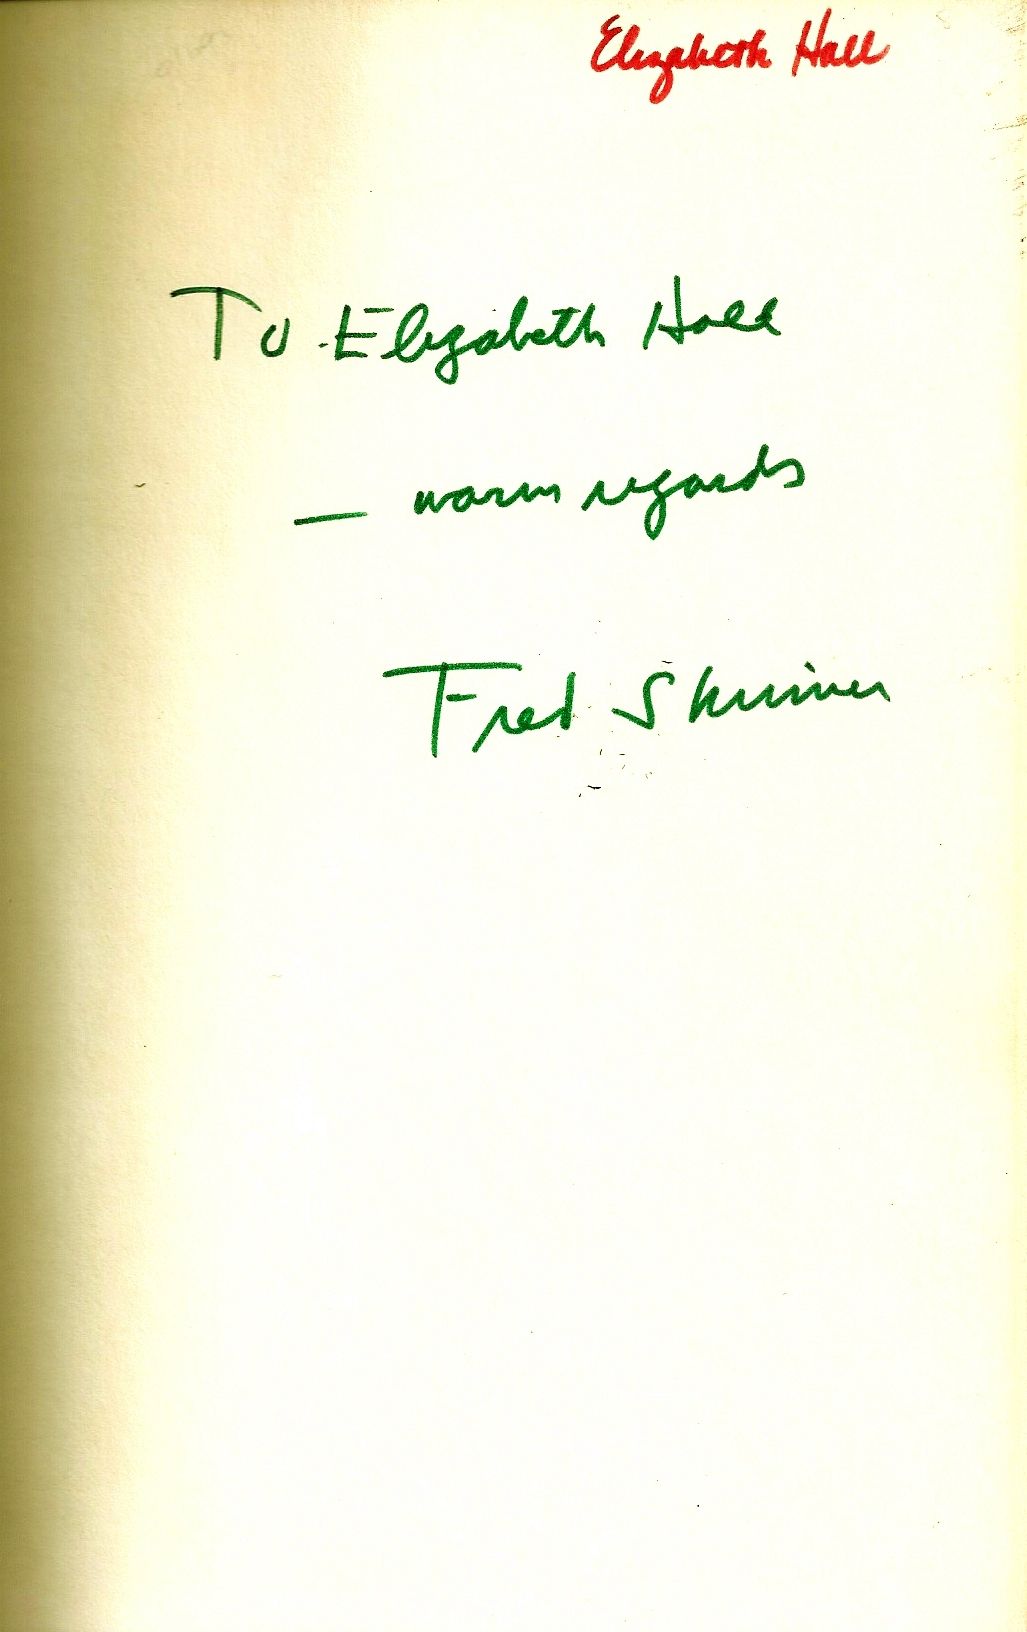 Elizabeth Hall
To Elizabeth Hall
— warm regards
Fred Skinner